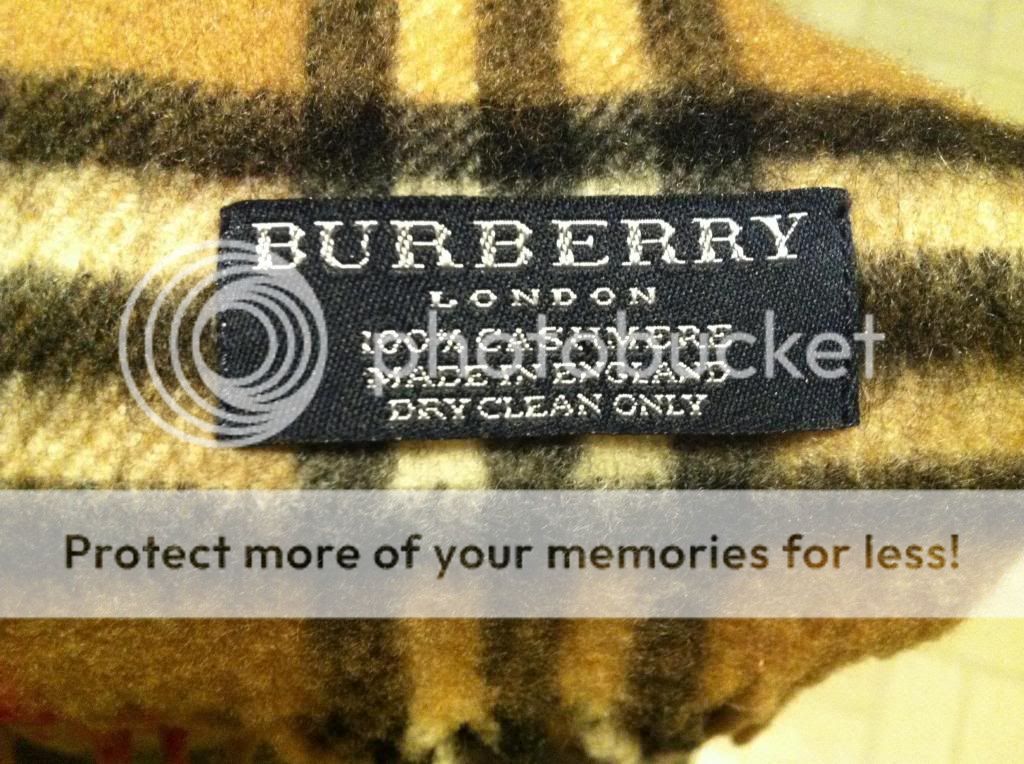 BURBERRY
LONDON
100% CASHMERE
photobucket
MADE IN ENGLAND
DRY CLEAN ONLY
Protect more of your memories for less!